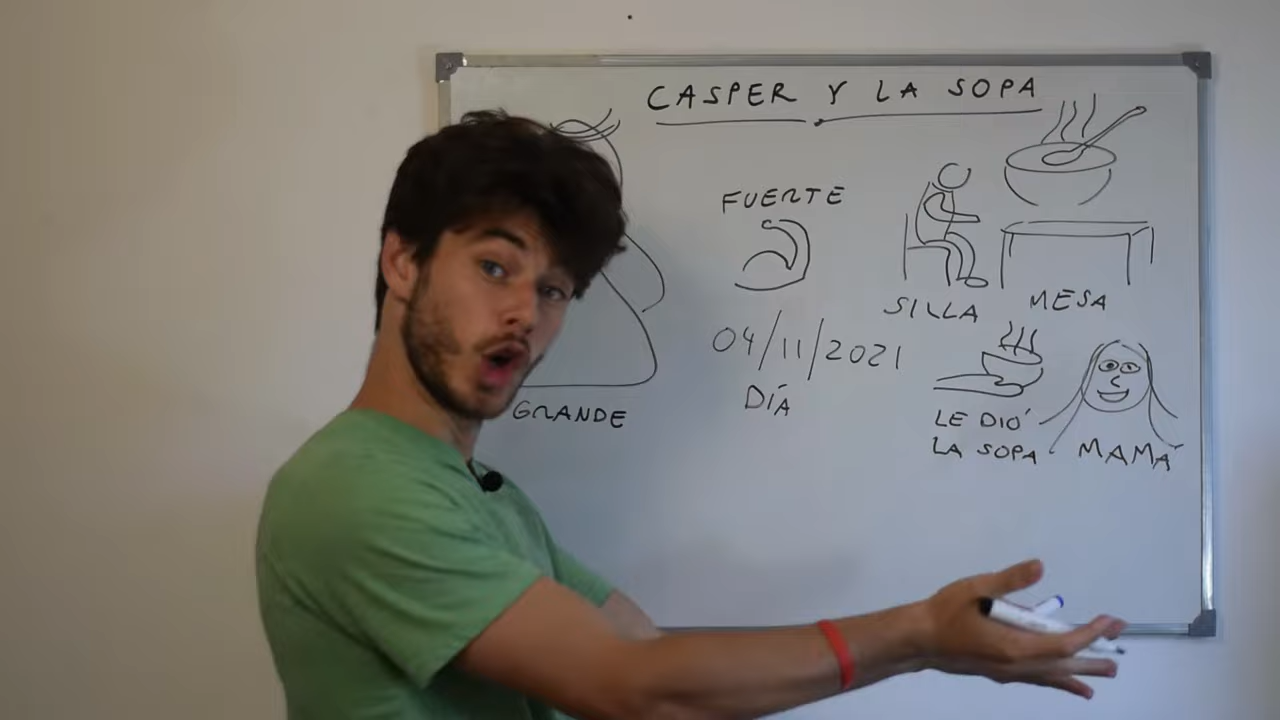 CASPER Y LA SOPA
FUERTE
SILLA
MESA
04/11/2021
DÍA
GRANDE
LE DIÓ
LA SOPA
MAMÁ